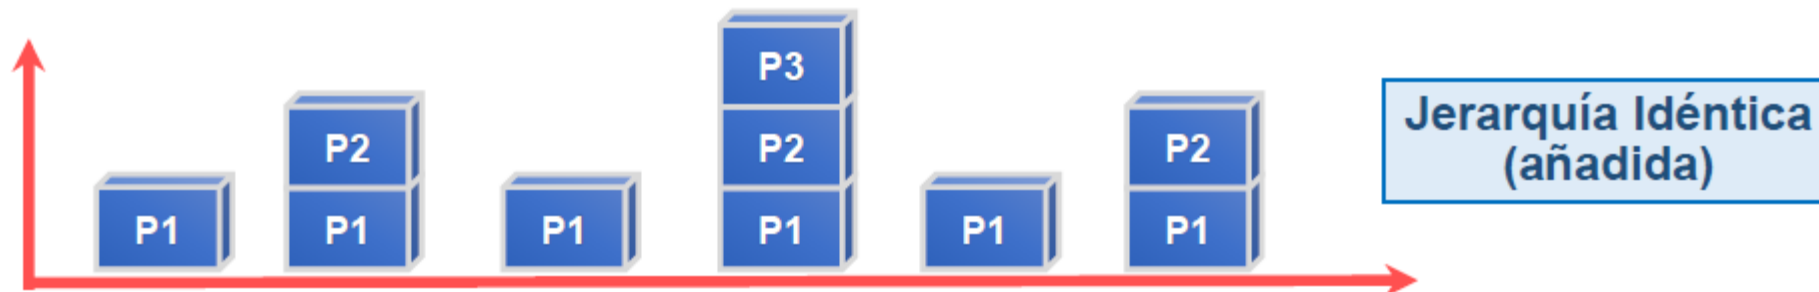 P3
P2 P2 P2
P1 P1 P1 P1 P1 P1
Jerarquía Idéntica
(añadida)